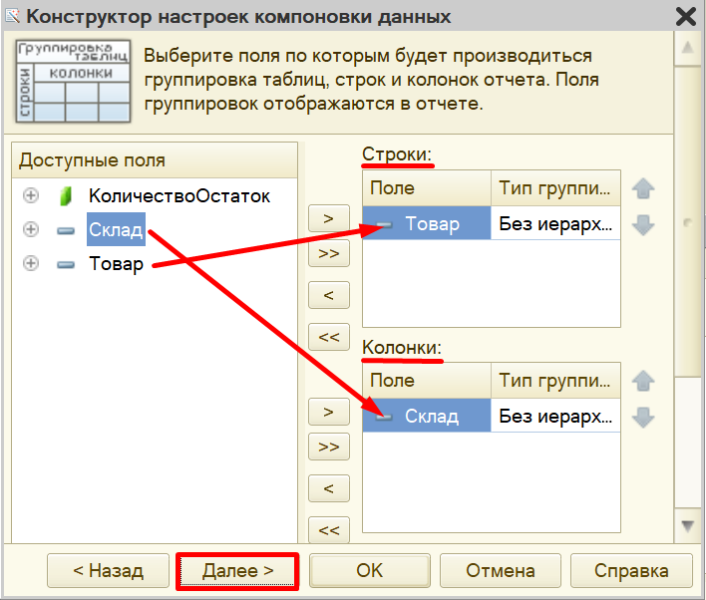 Конструктор настроек компоновки данных
Группировка
таблиц
строки
колонки
Выберите поля по которым будет производиться
группировка таблиц, строк и колонок отчета. Поля
группировок отображаются в отчете.
Доступные поля
КоличествоОстаток
Склад
Товар
>
>>
<
<<
Строки:
Поле Тип группи...
Товар Без иерарх...
Колонки:
Поле Тип группи...
Склад Без иерарх...
>
>>
<
<<
< Назад Далее > OK Отмена Справка